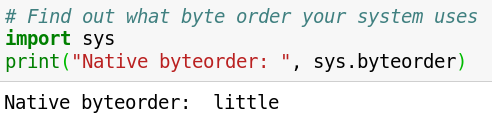 # Find out what byte order your system uses
import sys
print("Native byteorder: ", sys.byteorder)
Native byteorder:  little